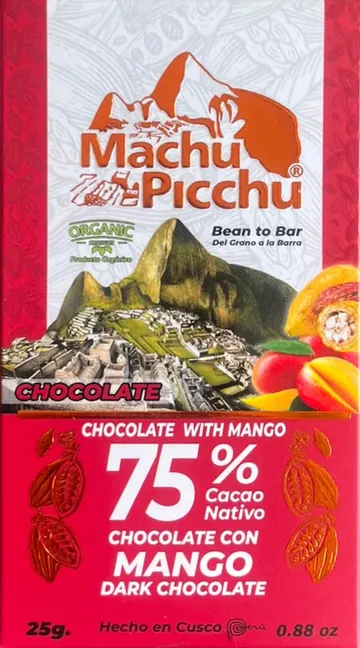 Machu
Picchu®
ORGANIC
Producto Orgánico
Bean to Bar
Del Grano a la Barra
CHOCOLATE
CHOCOLATE WITH MANGO
75%
Cacao
Nativo
CHOCOLATE CON
MANGO
DARK CHOCOLATE
25g.
Hecho en Cusco
Perú
0.88 oz